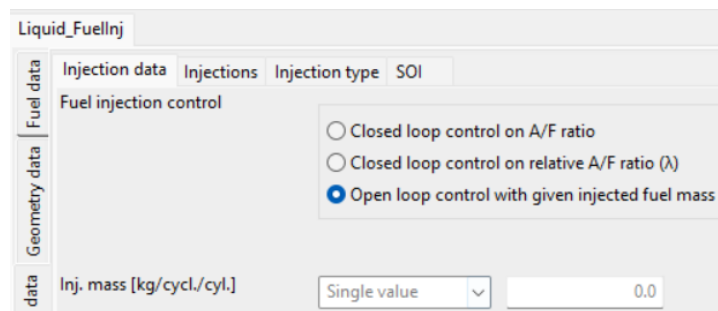 Liquid_FuelInj
Fuel data
Geometry data
data
Injection data Injections Injection type SOI
Fuel injection control
Closed loop control on A/F ratio
Closed loop control on relative A/F ratio (λ)
Open loop control with given injected fuel mass
Inj. mass [kg/cycl./cyl.] Single value 0.0